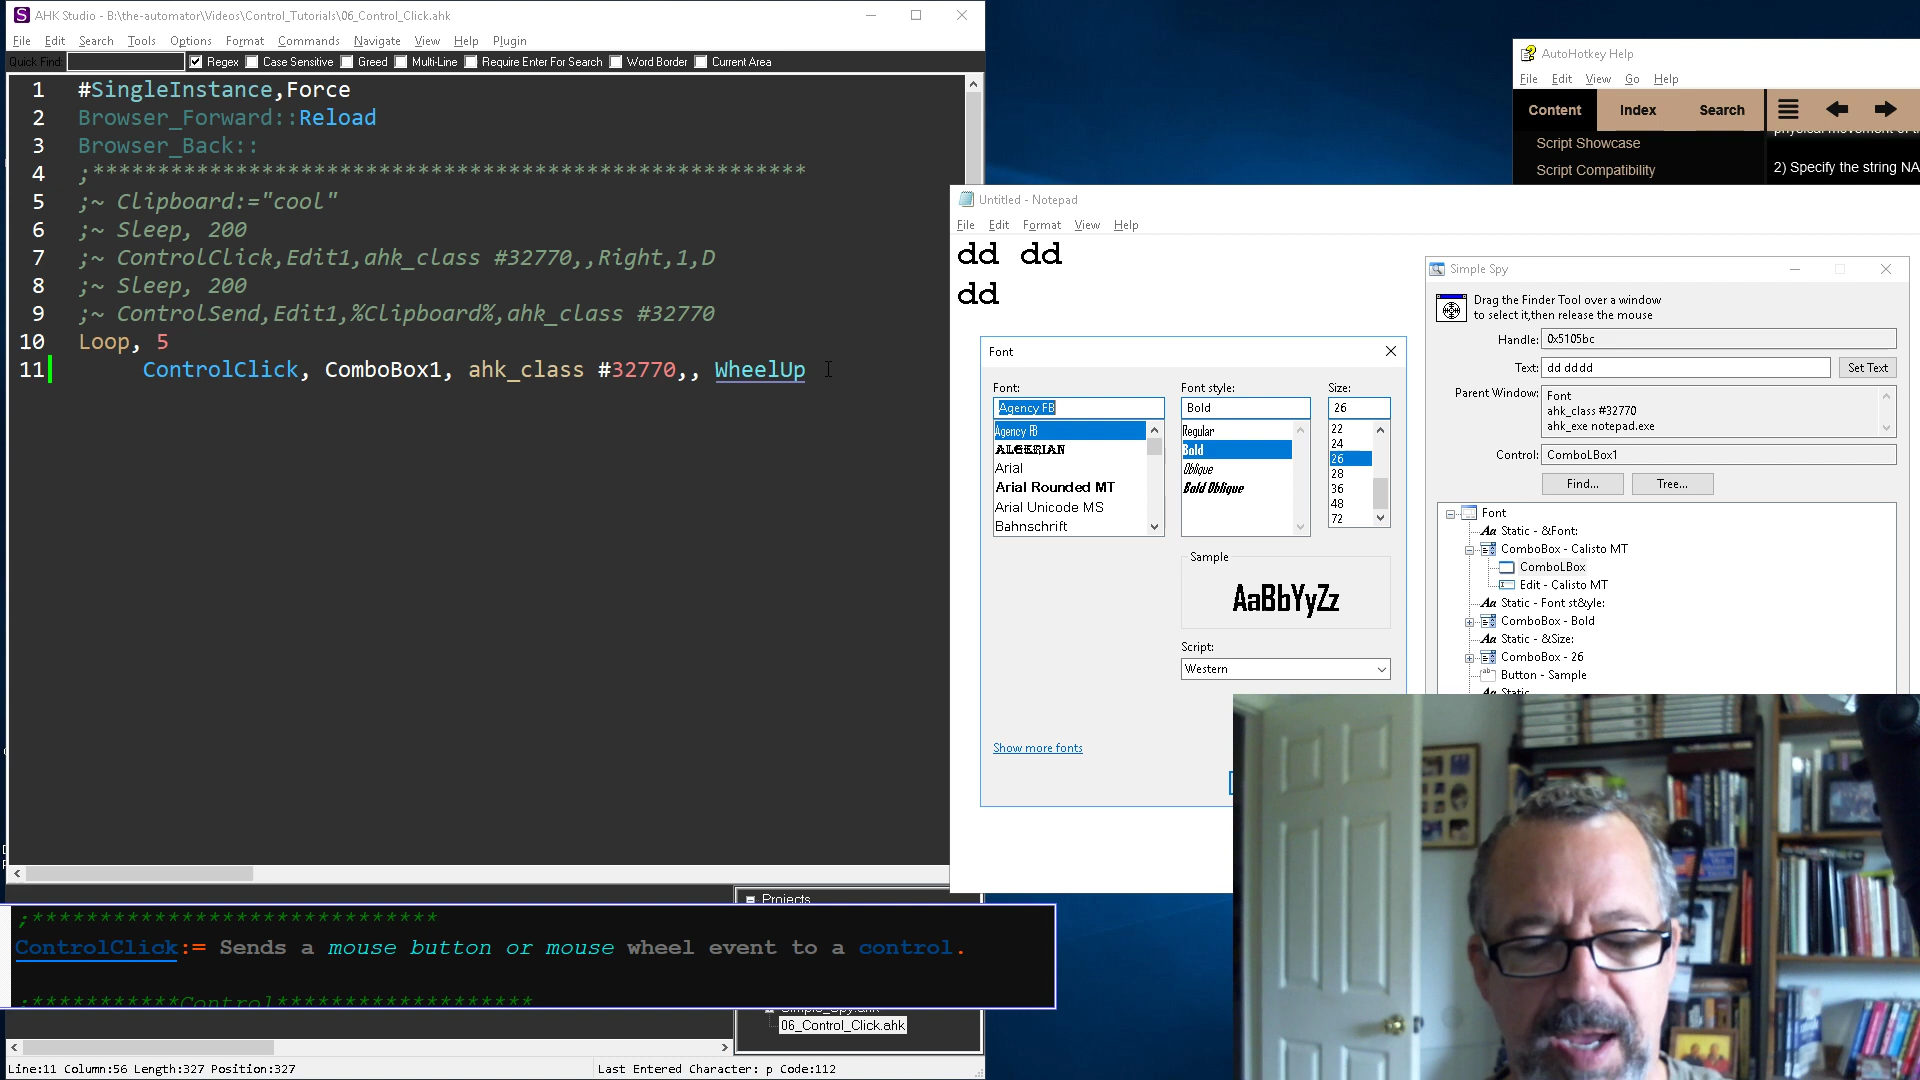 AHK Studio - B:\the-automator\Videos\Control_Tutorials\06_Control_Click.ahk
File Edit Search Tools Options Format Commands Navigate View Help Plugin
Quick Find: Regex Case Sensitive Greed Multi-Line Require Enter For Search Word Border Current Area
1 #SingleInstance,Force
2 Browser_Forward::Reload
3 Browser_Back::
4 ;*******************************************************
5 ;~ Clipboard:="cool"
6 ;~ Sleep, 200
7 ;~ ControlClick,Edit1,ahk_class #32770,,Right,1,D
8 ;~ Sleep, 200
9 ;~ ControlSend,Edit1,%Clipboard%,ahk_class #32770
10 Loop, 5
11 ControlClick, ComboBox1, ahk_class #32770,, WheelUp
Projects
;******************************
ControlClick:= Sends a mouse button or mouse wheel event to a control.
;***********Control*******************
Simple_Spy.ahk
06_Control_Click.ahk
Line:11 Column:56 Length:327 Position:327
Last Entered Character: p Code:112
AutoHotkey Help
File Edit View Go Help
Content Index Search
Script Showcase
Script Compatibility
2) Specify the string NA
Untitled - Notepad
File Edit Format View Help
dd dd
dd
Font
Font:
Agency FB
Agency FB
ALGERIAN
Arial
Arial Rounded MT
Arial Unicode MS
Bahnschrift
Font style:
Bold
Regular
Bold
Oblique
Bold Oblique
Size:
26
22
24
26
28
36
48
72
Sample
AaBbYyZz
Script:
Western
Show more fonts
Simple Spy
Drag the Finder Tool over a window
to select it,then release the mouse
Handle: 0x5105bc
Text: dd dddd
Set Text
Parent Window: Font
ahk_class #32770
ahk_exe notepad.exe
Control: ComboLBox1
Find... Tree...
Font
Static - &Font:
ComboBox - Calisto MT
ComboLBox
Edit - Calisto MT
Static - Font st&yle:
ComboBox - Bold
Static - &Size:
ComboBox - 26
Button - Sample
Static